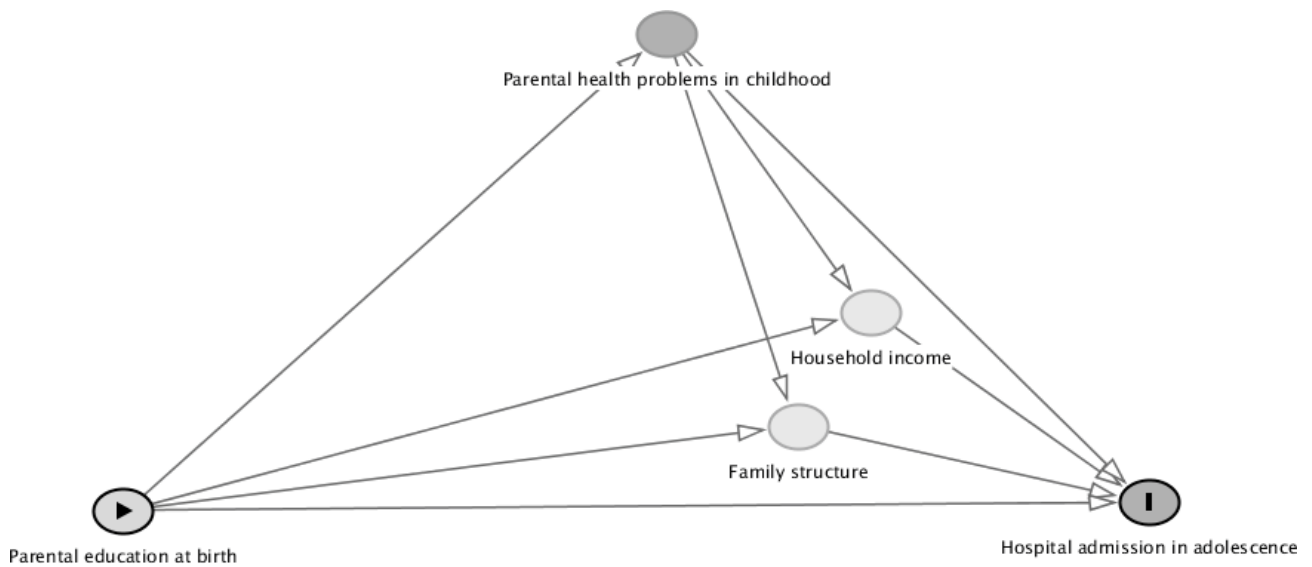 Parental health problems in childhood
Household income
Family structure
Parental education at birth
Hospital admission in adolescence